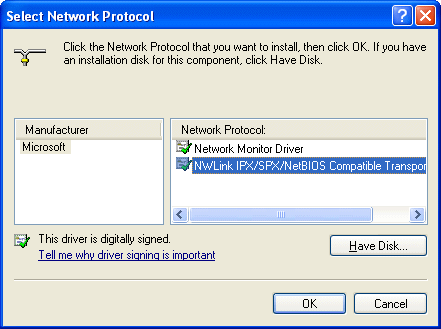 Select Network Protocol
Click the Network Protocol that you want to install, then click OK. If you have
an installation disk for this component, click Have Disk.
Manufacturer
Microsoft
Network Protocol:
Network Monitor Driver
NWLink IPX/SPX/NetBIOS Compatible Transpor
This driver is digitally signed.
Tell me why driver signing is important
Have Disk...
OK
Cancel